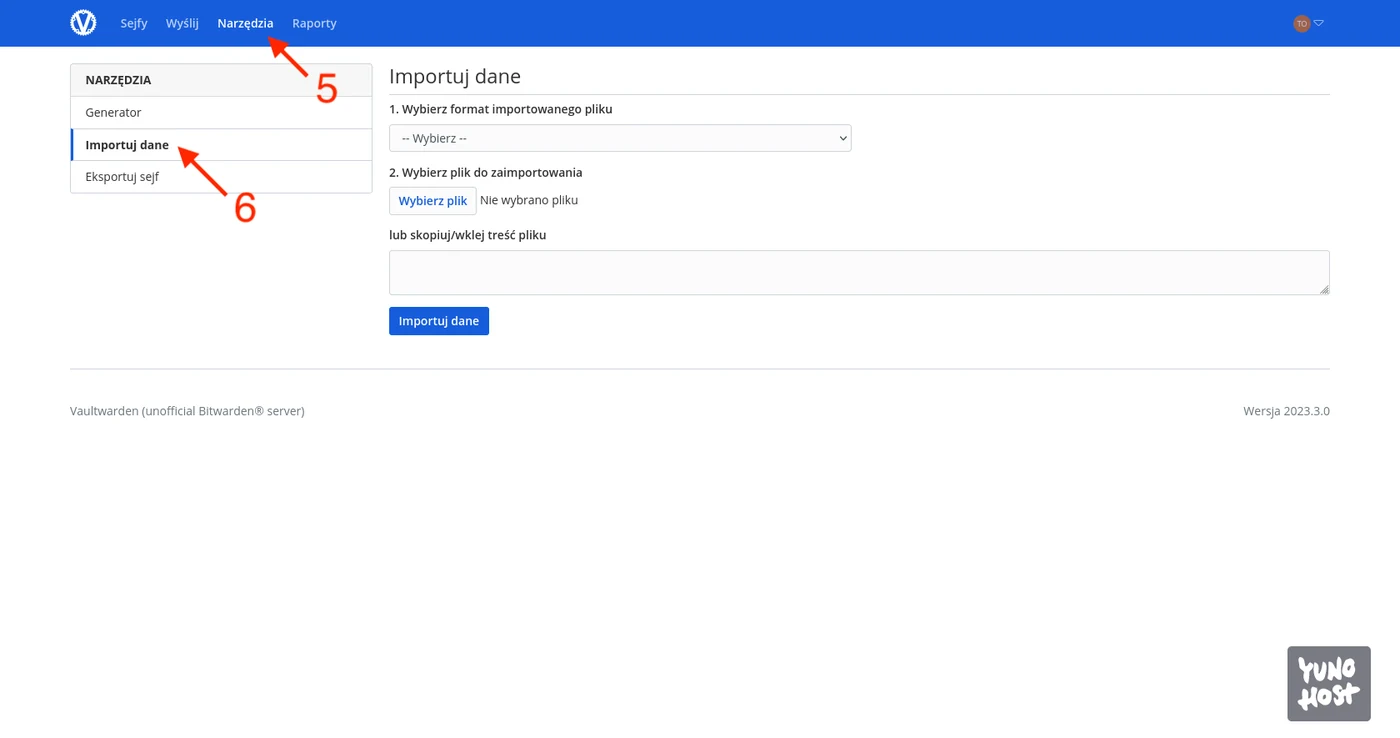 Sejfy Wyślij Narzędzia Raporty TO
5
NARZĘDZIA
Generator
Importuj dane
Eksportuj sejf
6
Importuj dane
1. Wybierz format importowanego pliku
-- Wybierz --
2. Wybierz plik do zaimportowania
Wybierz plik Nie wybrano pliku
lub skopiuj/wklej treść pliku
Importuj dane
Vaultwarden (unofficial Bitwarden® server) Wersja 2023.3.0
YUNO
HOST